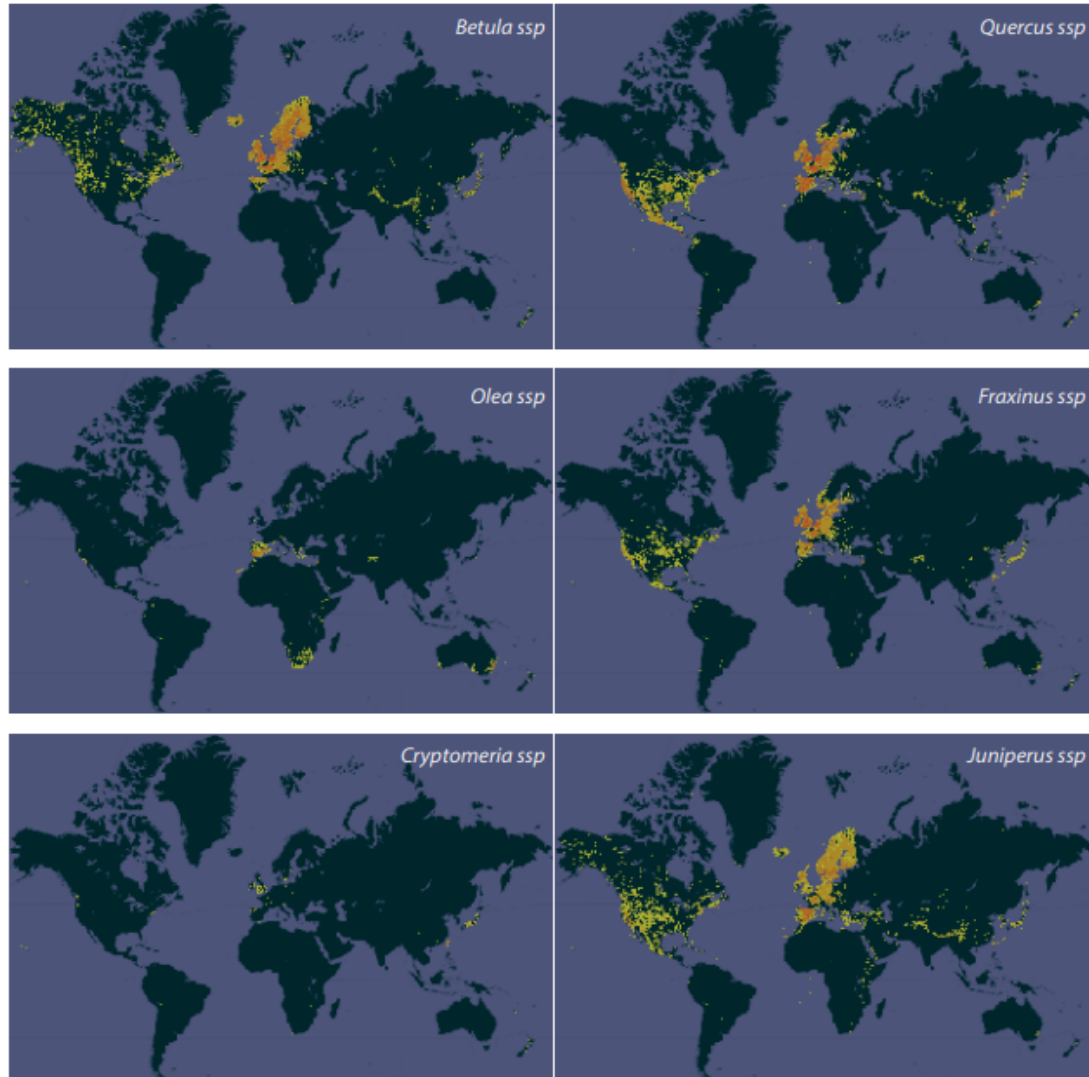 Betula ssp
Quercus ssp
Olea ssp
Fraxinus ssp
Cryptomeria ssp
Juniperus ssp